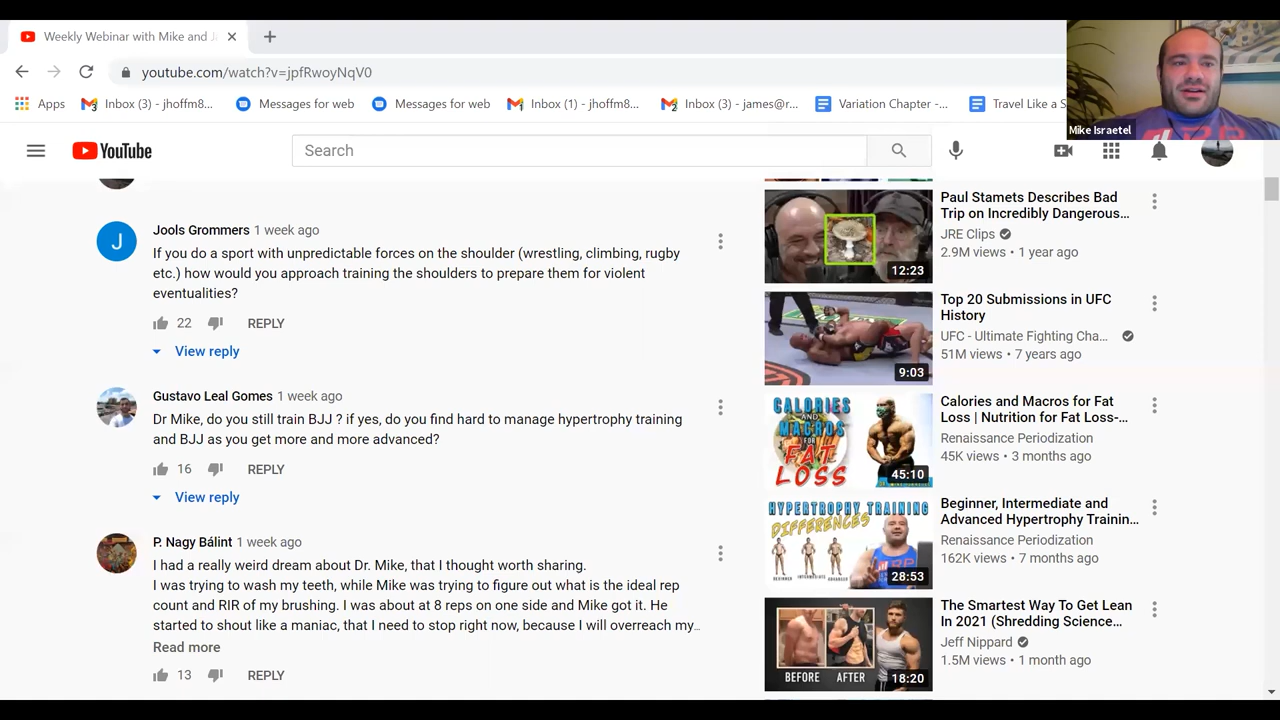 Weekly Webinar with Mike and J
youtube.com/watch?v=jpfRwoyNqV0
Apps
Inbox (3) - jhoffm8...
Messages for web
Messages for web
Inbox (1) - jhoffm8...
Inbox (3) - james@r...
Variation Chapter -...
Travel Like a S
Mike Israetel
YouTube
Search
Jools Grommers 1 week ago
If you do a sport with unpredictable forces on the shoulder (wrestling, climbing, rugby
etc.) how would you approach training the shoulders to prepare them for violent
eventualities?
22 REPLY
View reply
Gustavo Leal Gomes 1 week ago
Dr Mike, do you still train BJJ ? if yes, do you find hard to manage hypertrophy training
and BJJ as you get more and more advanced?
16 REPLY
View reply
P. Nagy Bálint 1 week ago
I had a really weird dream about Dr. Mike, that I thought worth sharing.
I was trying to wash my teeth, while Mike was trying to figure out what is the ideal rep
count and RIR of my brushing. I was about at 8 reps on one side and Mike got it. He
started to shout like a maniac, that I need to stop right now, because I will overreach my...
Read more
13 REPLY
12:23
Paul Stamets Describes Bad
Trip on Incredibly Dangerous...
JRE Clips
2.9M views • 1 year ago
9:03
Top 20 Submissions in UFC
History
UFC - Ultimate Fighting Cha...
51M views • 7 years ago
CALORIES
AND
MACROS
FOR
FAT
LOSS
45:10
Calories and Macros for Fat
Loss | Nutrition for Fat Loss-...
Renaissance Periodization
45K views • 3 months ago
HYPERTROPHY TRAINING
DIFFERENCES
BEGINNER INTERMEDIATE ADVANCED
28:53
Beginner, Intermediate and
Advanced Hypertrophy Trainin...
Renaissance Periodization
162K views • 7 months ago
BEFORE AFTER
18:20
The Smartest Way To Get Lean
In 2021 (Shredding Science...
Jeff Nippard
1.5M views • 1 month ago